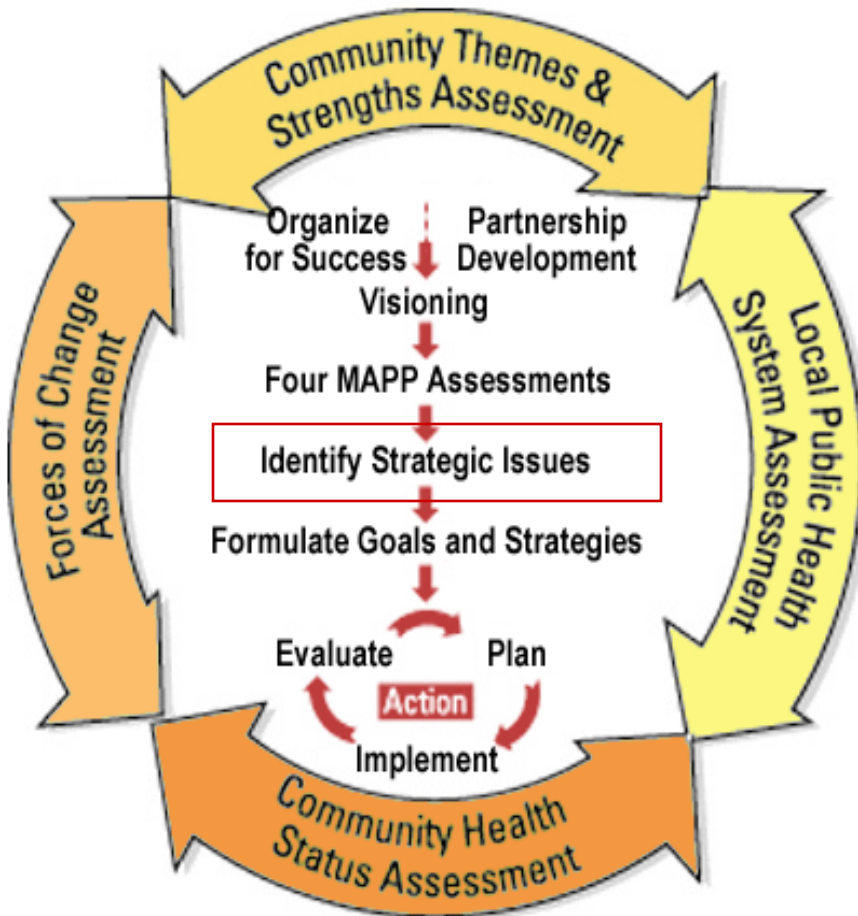 Community Themes &
Strengths Assessment
Organize
for Success
Partnership
Development
Visioning
Four MAPP Assessments
Identify Strategic Issues
Formulate Goals and Strategies
Evaluate
Plan
Action
Implement
Forces of Change
Assessment
Local Public Health
System Assessment
Community Health
Status Assessment